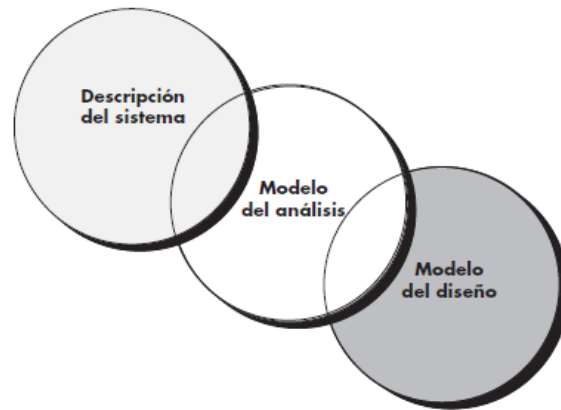 Descripción
del sistema
Modelo
del análisis
Modelo
del diseño